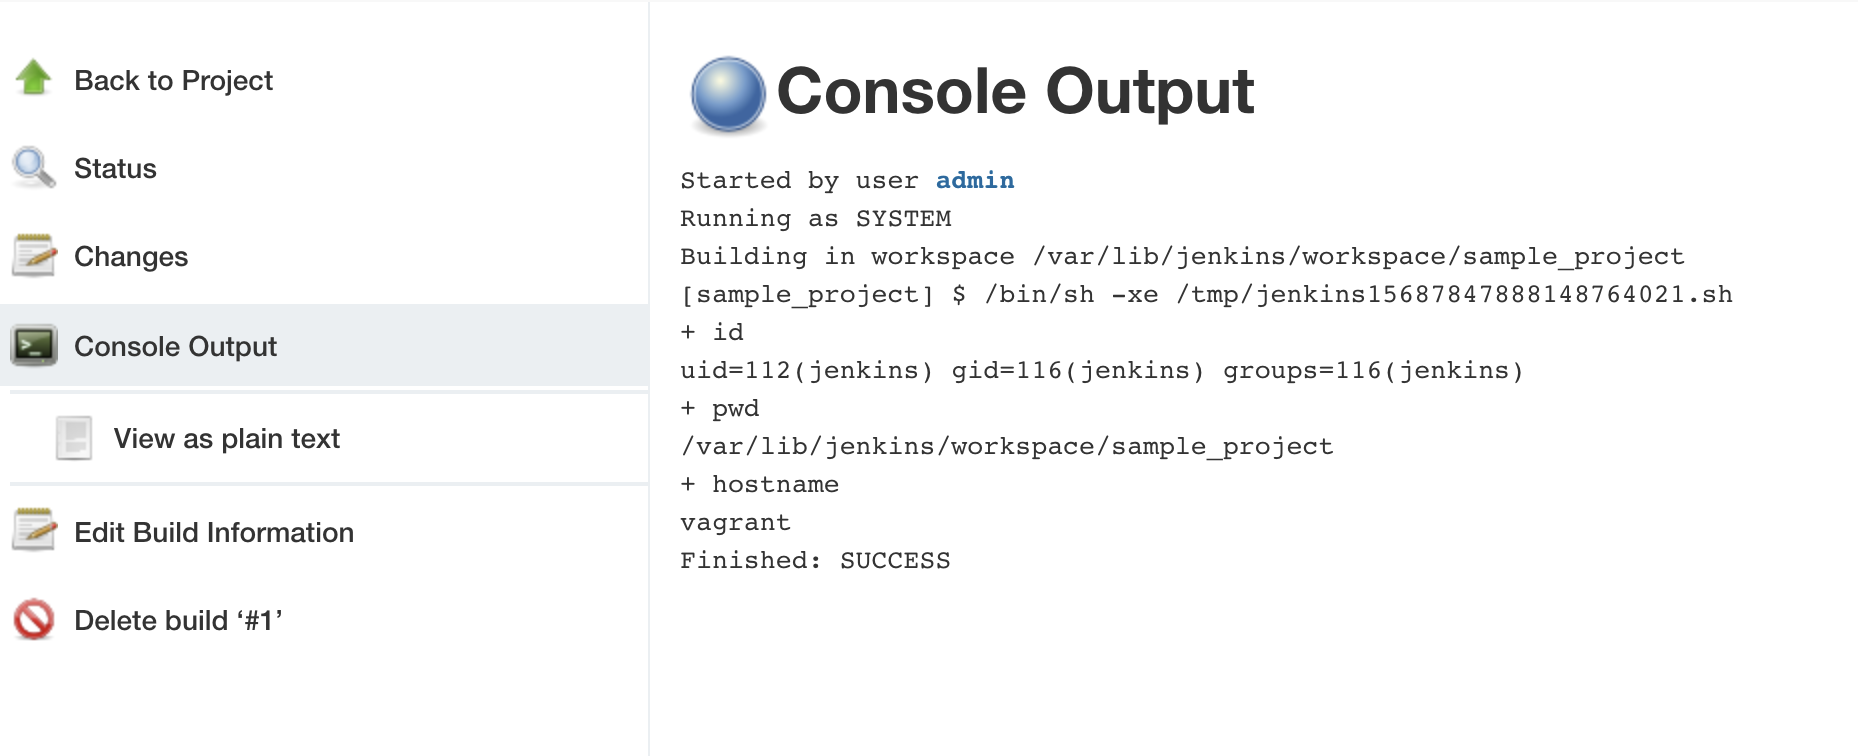 Back to Project
Status
Changes
Console Output
View as plain text
Edit Build Information
Delete build ‘#1’
Console Output
Started by user admin
Running as SYSTEM
Building in workspace /var/lib/jenkins/workspace/sample_project
[sample_project] $ /bin/sh -xe /tmp/jenkins15687847888148764021.sh
+ id
uid=112(jenkins) gid=116(jenkins) groups=116(jenkins)
+ pwd
/var/lib/jenkins/workspace/sample_project
+ hostname
vagrant
Finished: SUCCESS